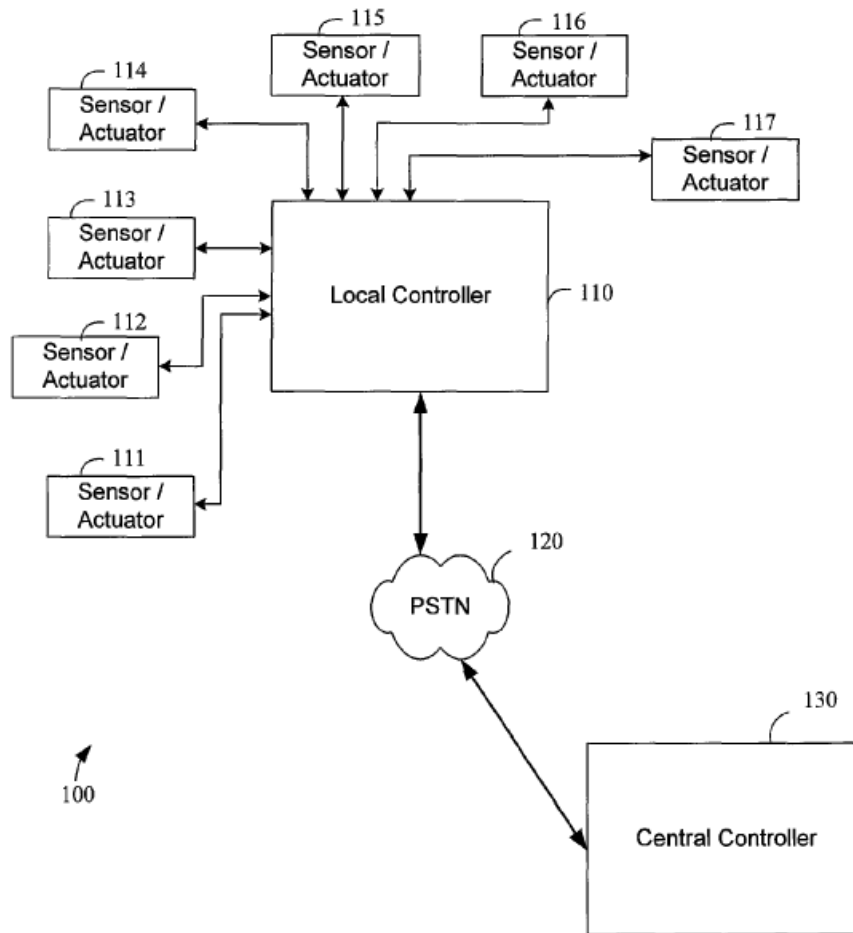 115
Sensor /
Actuator
116
Sensor /
Actuator
114
Sensor /
Actuator
117
Sensor /
Actuator
113
Sensor /
Actuator
Local Controller
110
112
Sensor /
Actuator
111
Sensor /
Actuator
120
PSTN
130
Central Controller
100